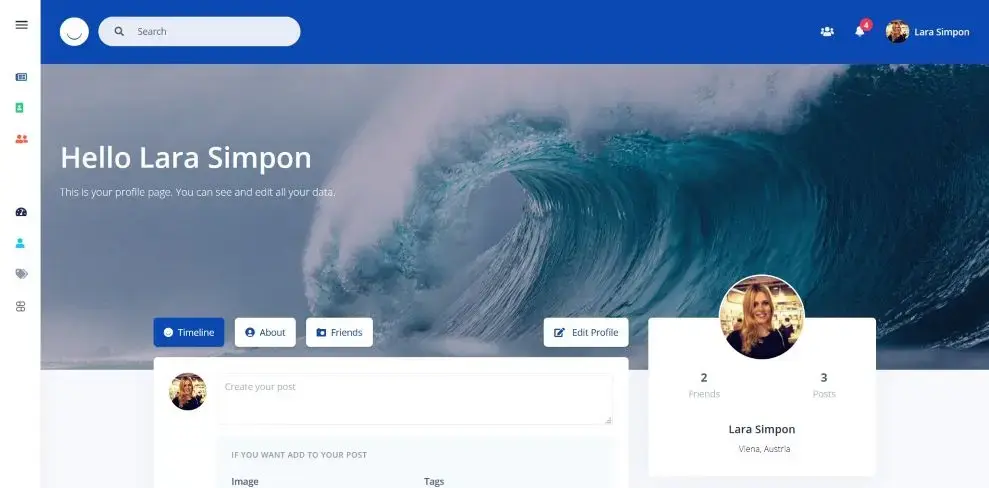 Search
4
Lara Simpon
Hello Lara Simpon
This is your profile page. You can see and edit all your data.
Timeline
About
Friends
Edit Profile
Create your post
2
3
Friends
Posts
Lara Simpon
Viena, Austria
IF YOU WANT ADD TO YOUR POST
Image
Tags